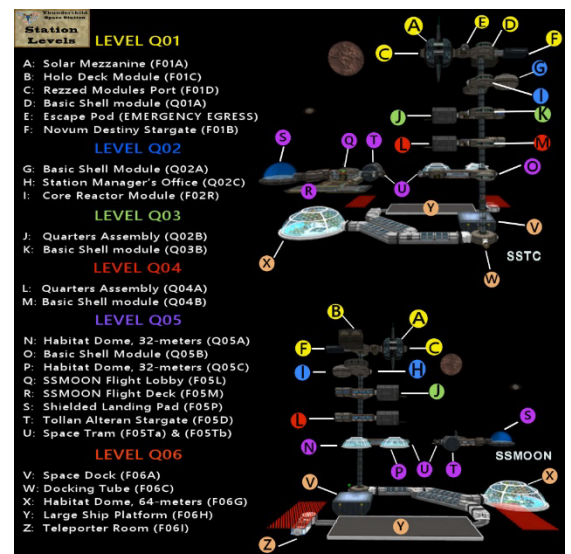 Thunderchild
Space Station
Station
Levels
LEVEL Q01
A: Solar Mezzanine (F01A)
B: Holo Deck Module (F01C)
C: Rezzed Modules Port (F01D)
D: Basic Shell module (Q01A)
E: Escape Pod (EMERGENCY EGRESS)
F: Novum Destiny Stargate (F01B)
LEVEL Q02
G: Basic Shell Module (Q02A)
H: Station Manager's Office (Q02C)
I: Core Reactor Module (F02R)
LEVEL Q03
J: Quarters Assembly (Q02B)
K: Basic Shell module (Q03B)
LEVEL Q04
L: Quarters Assembly (Q04A)
M: Basic Shell module (Q04B)
LEVEL Q05
N: Habitat Dome, 32-meters (Q05A)
O: Basic Shell Module (Q05B)
P: Habitat Dome, 32-meters (Q05C)
Q: SSMOON Flight Lobby (F05L)
R: SSMOON Flight Deck (F05M)
S: Shielded Landing Pad (F05P)
T: Tollan Alteran Stargate (F05D)
U: Space Tram (F05Ta) & (F05Tb)
LEVEL Q06
V: Space Dock (F06A)
W: Docking Tube (F06C)
X: Habitat Dome, 64-meters (F06G)
Y: Large Ship Platform (F06H)
Z: Teleporter Room (F06I)
A
E
D
F
C
G
I
J
K
L
M
S
Q
T
O
R
U
Y
V
X
SSTC
W
B
A
F
C
I
H
J
L
S
N
P
U
T
SSMOON
V
X
Y
Z